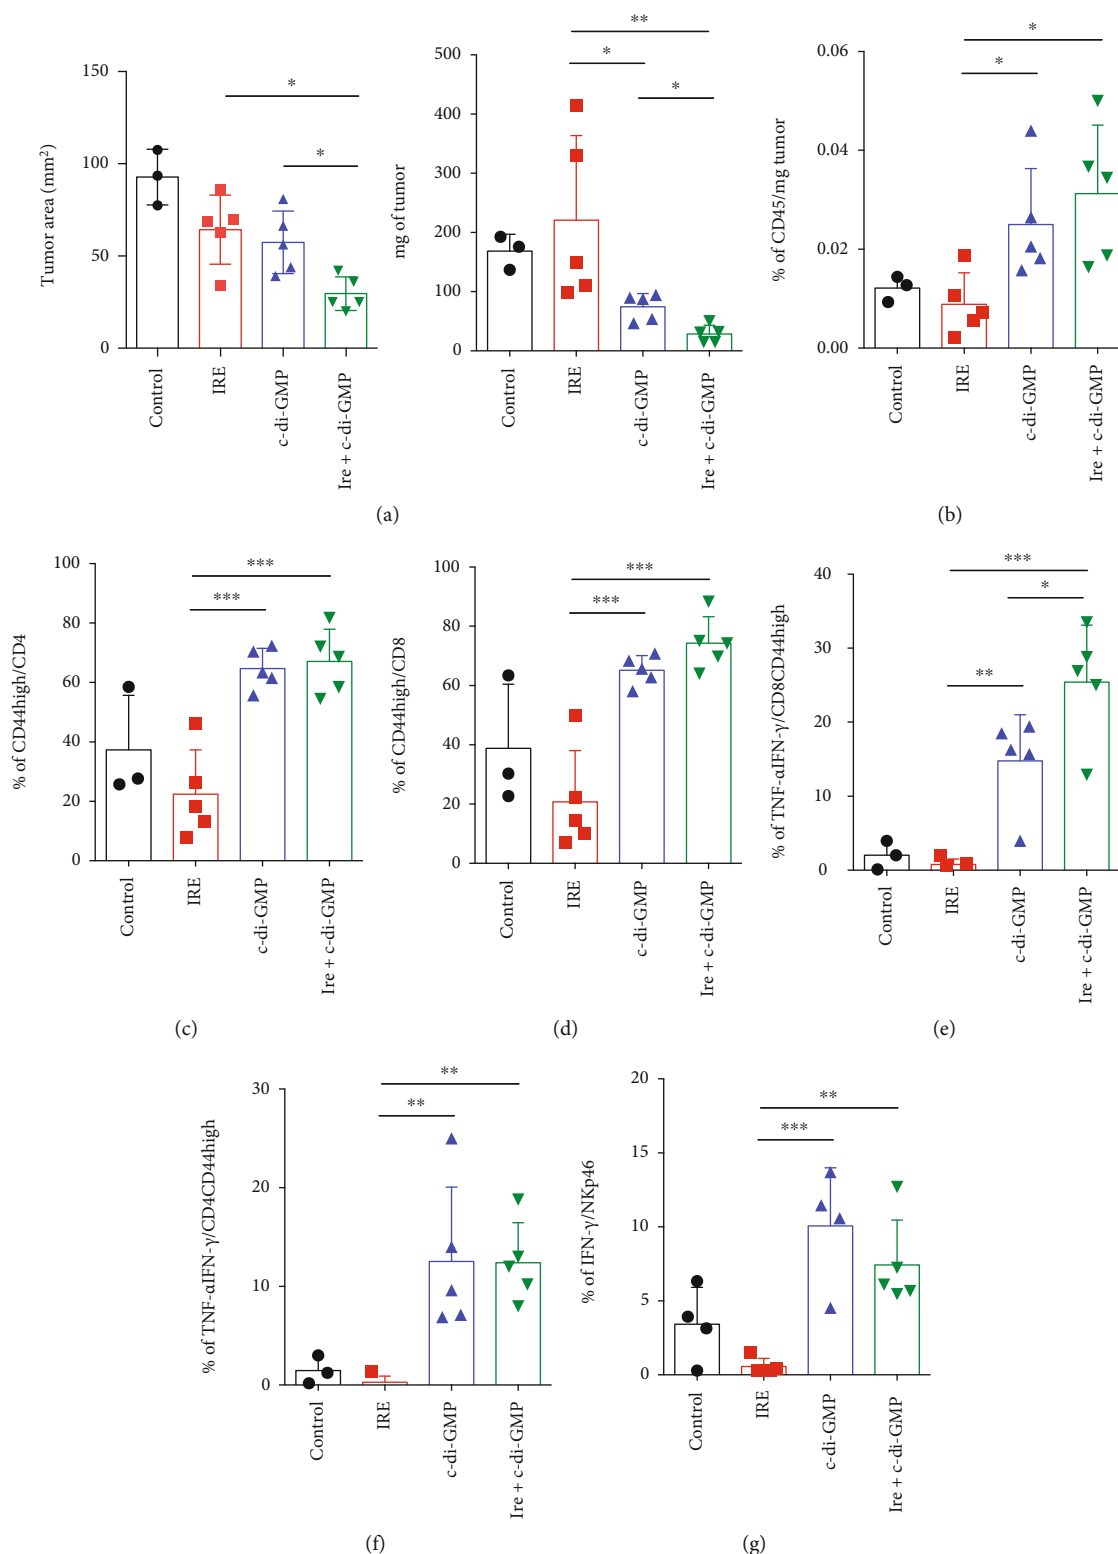 Tumor area (mm²)
150
100
50
0
*
*
Control
IRE
c-di-GMP
Ire + c-di-GMP
mg of tumor
500
400
300
200
100
0
**
*
*
Control
IRE
c-di-GMP
Ire + c-di-GMP
(a)
% of CD45/mg tumor
0.06
0.04
0.02
0.00
*
*
Control
IRE
c-di-GMP
Ire + c-di-GMP
(b)
% of CD44high/CD4
100
80
60
40
20
0
***
***
Control
IRE
c-di-GMP
Ire + c-di-GMP
(c)
% of CD44high/CD8
100
80
60
40
20
0
***
***
Control
IRE
c-di-GMP
Ire + c-di-GMP
(d)
% of TNF-αIFN-γ/CD8CD44high
40
30
20
10
0
***
*
**
Control
IRE
c-di-GMP
Ire + c-di-GMP
(e)
% of TNF-αIFN-γ/CD4CD44high
30
20
10
0
**
**
Control
IRE
c-di-GMP
Ire + c-di-GMP
(f)
% of IFN-γ/NKp46
20
15
10
5
0
**
***
Control
IRE
c-di-GMP
Ire + c-di-GMP
(g)